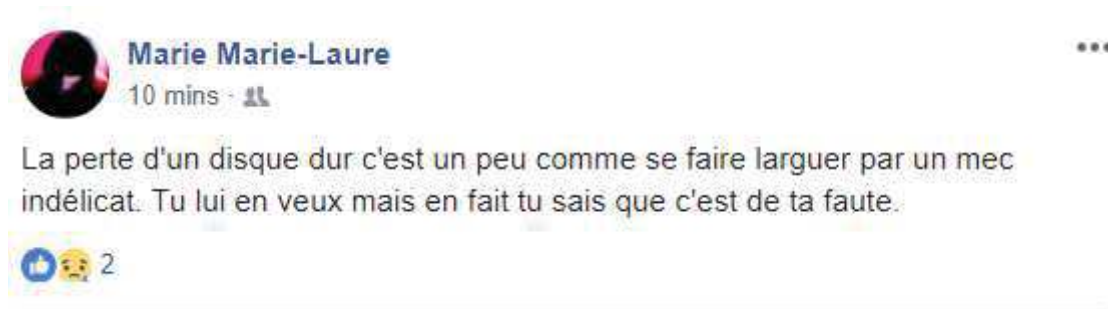 Marie Marie-Laure
10 mins ·
La perte d'un disque dur c'est un peu comme se faire larguer par un mec
indélicat. Tu lui en veux mais en fait tu sais que c'est de ta faute.
2